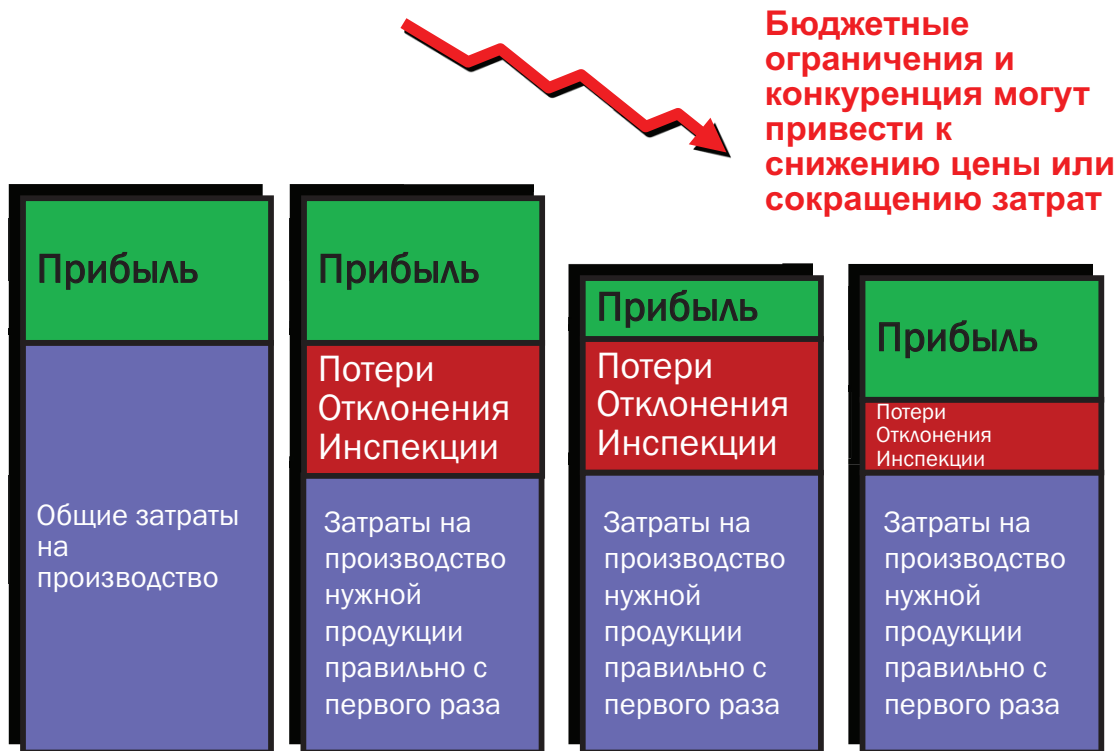 Бюджетные
ограничения и
конкуренция могут
привести к
снижению цены или
сокращению затрат
Прибыль
Общие затраты
на
производство
Прибыль
Потери
Отклонения
Инспекции
Затраты на
производство
нужной
продукции
правильно с
первого раза
Прибыль
Потери
Отклонения
Инспекции
Затраты на
производство
нужной
продукции
правильно с
первого раза
Прибыль
Потери
Отклонения
Инспекции
Затраты на
производство
нужной
продукции
правильно с
первого раза